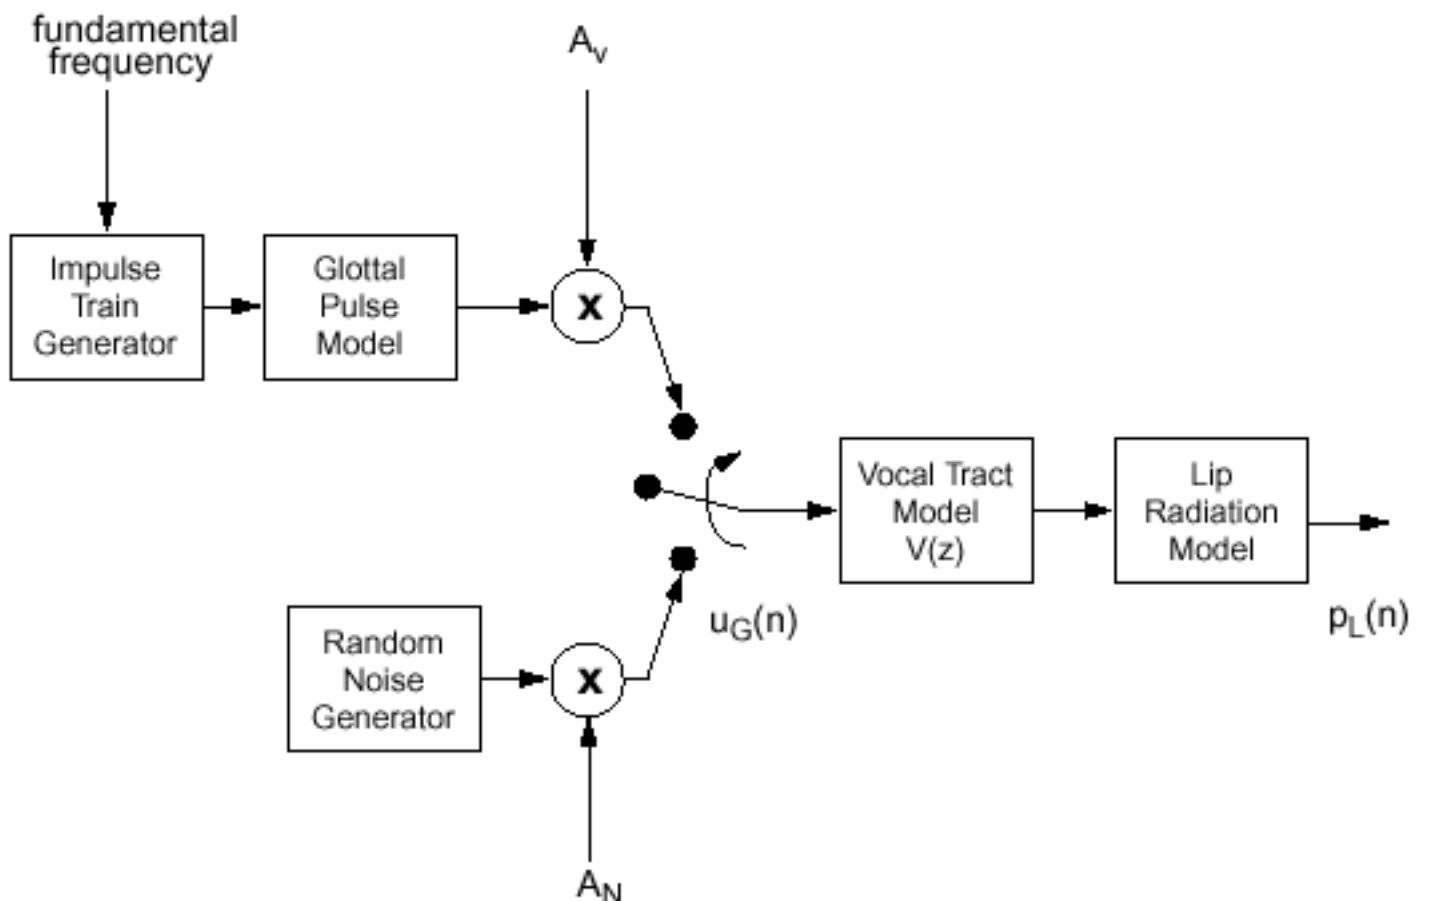 fundamental
frequency
Av
Impulse
Train
Generator
Glottal
Pulse
Model
X
Vocal Tract
Model
V(z)
Lip
Radiation
Model
uG(n)
pL(n)
Random
Noise
Generator
X
AN